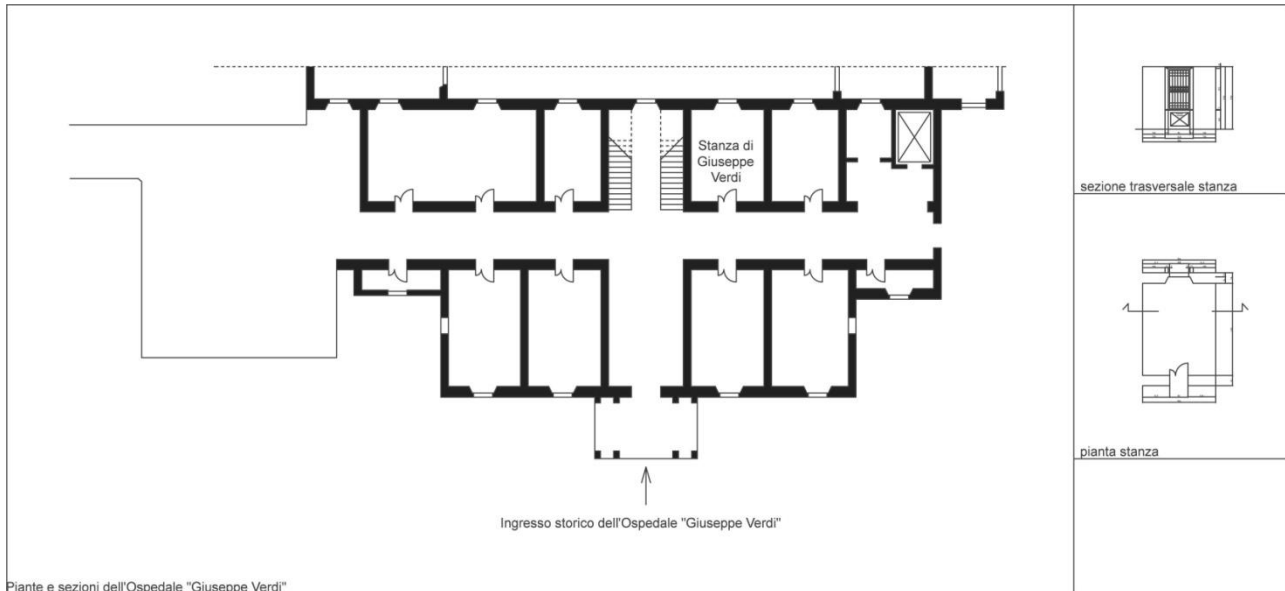 Stanza di
Giuseppe
Verdi
Ingresso storico dell'Ospedale "Giuseppe Verdi"
Piante e sezioni dell'Ospedale "Giuseppe Verdi"
sezione trasversale stanza
pianta stanza